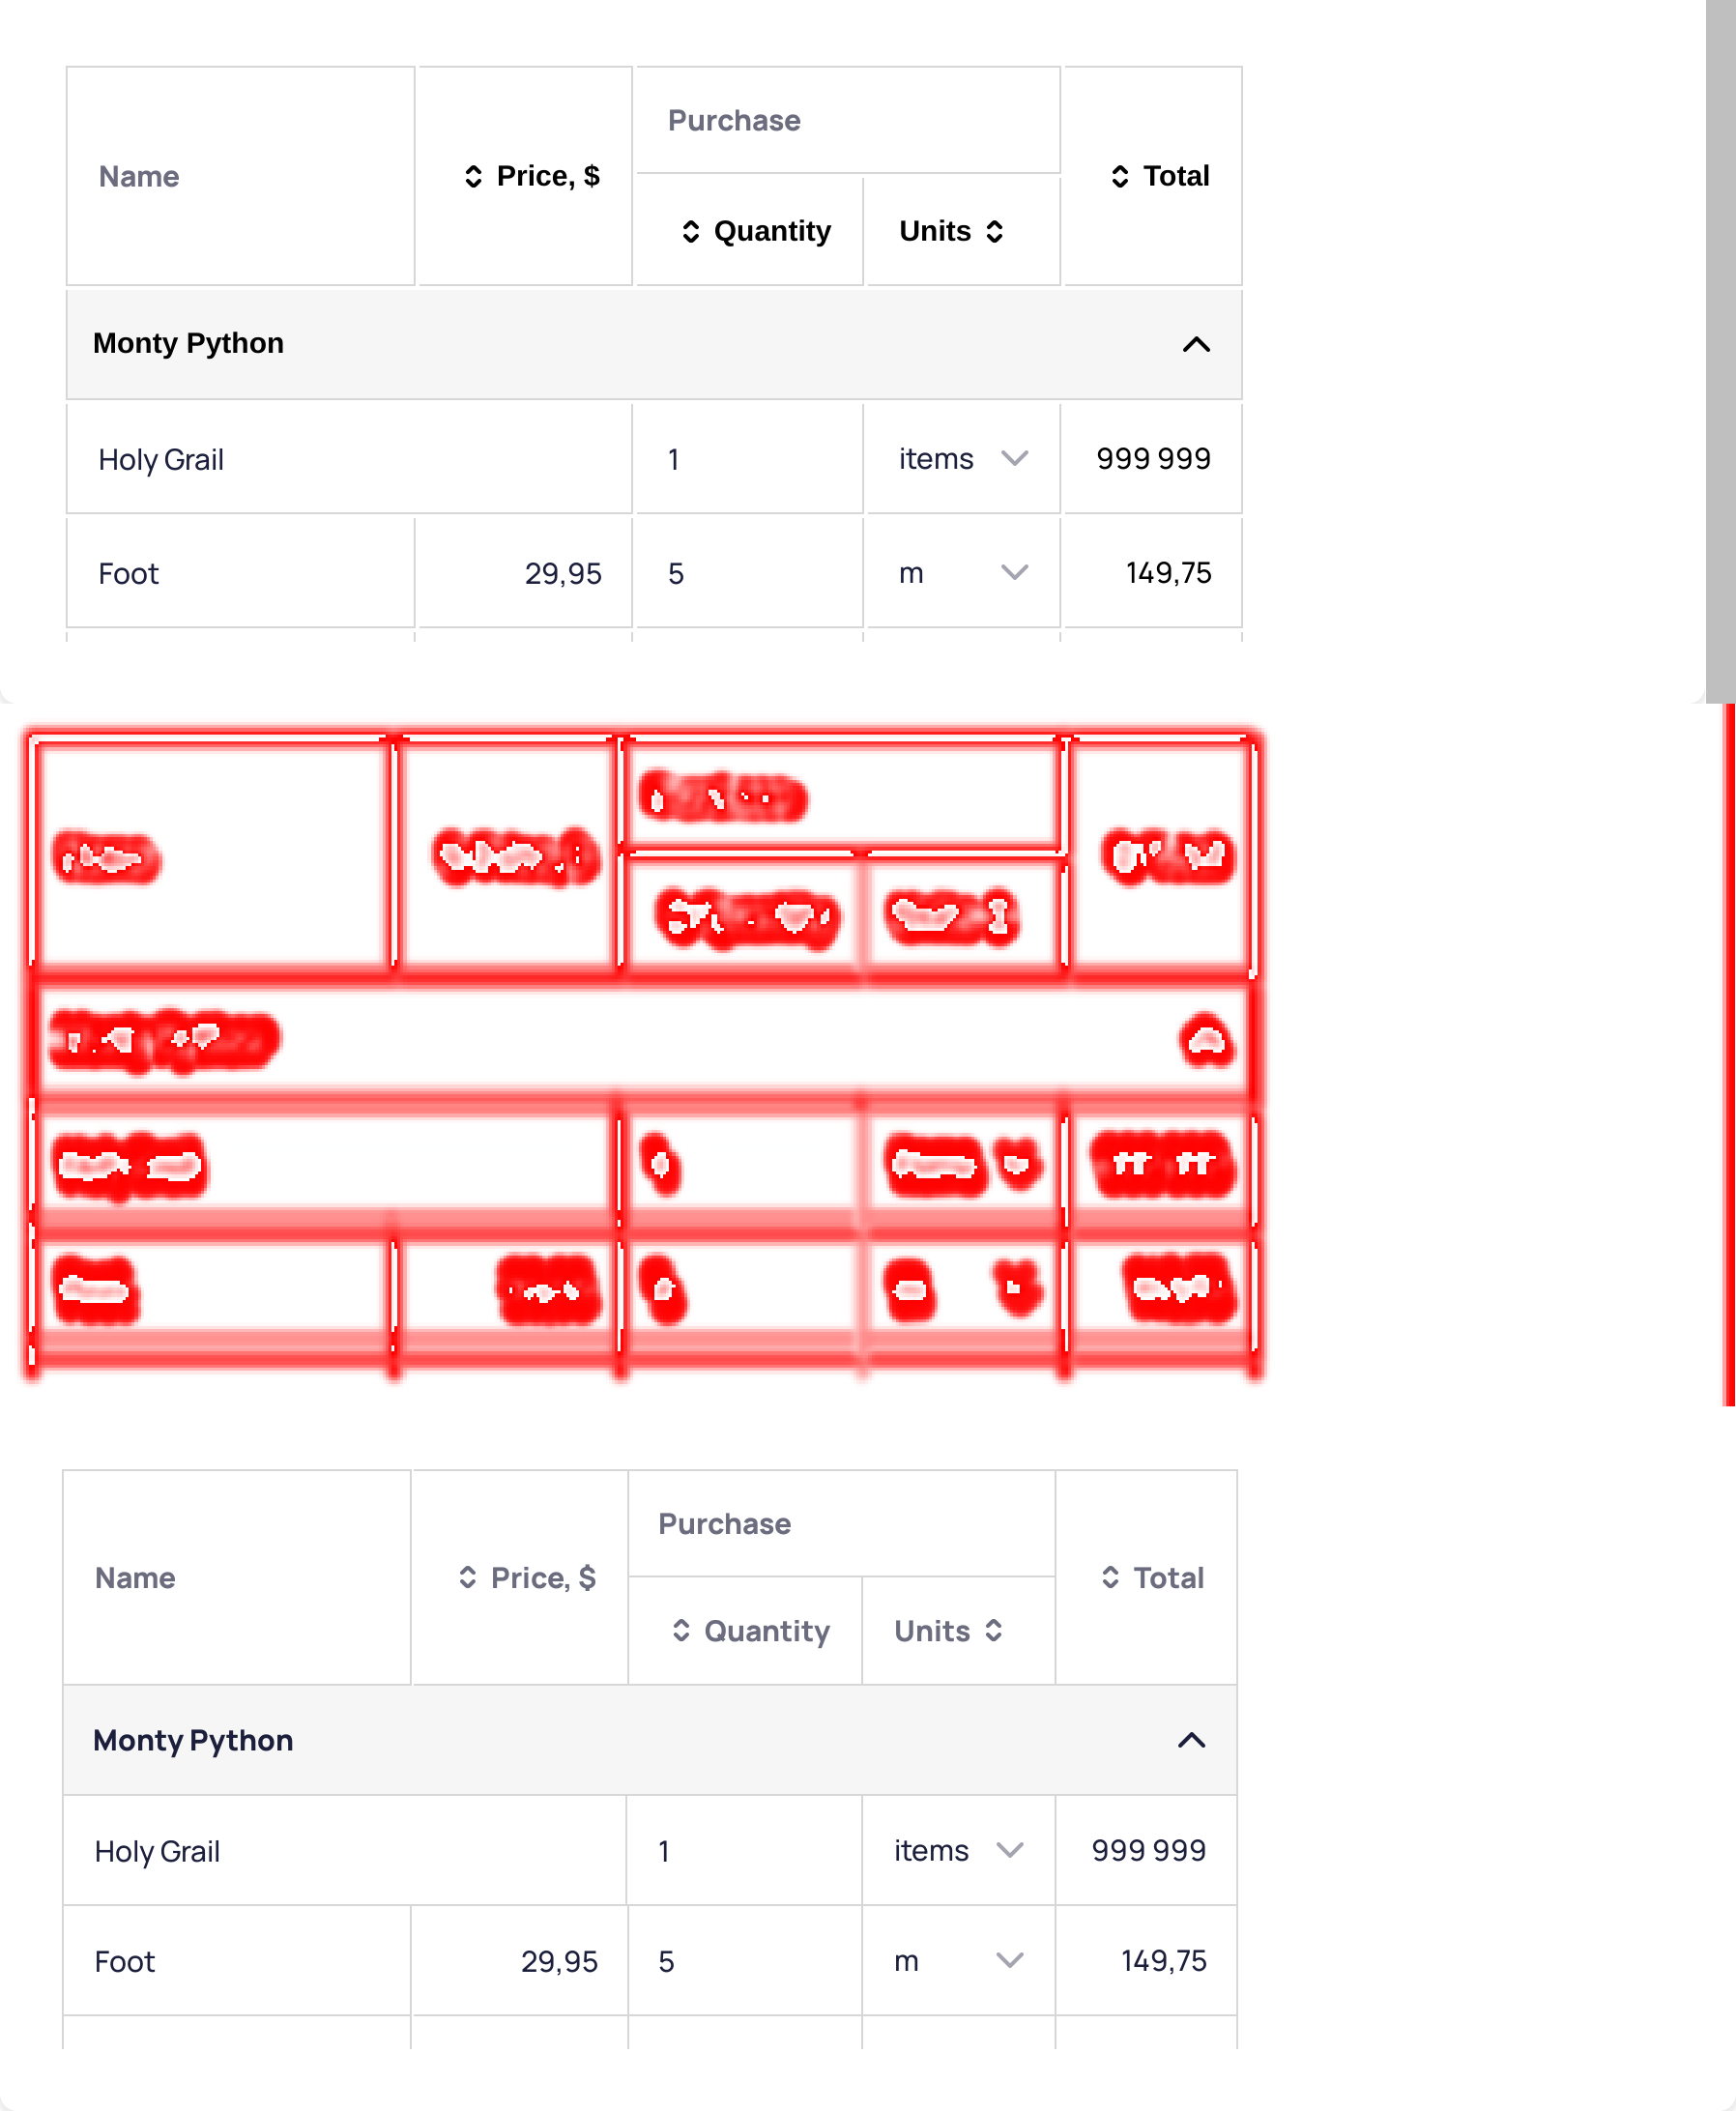 Purchase
Name Price, $ Total
Quantity Units
Monty Python
Holy Grail 1 items 999 999
Foot 29,95 5 m 149,75
Purchase
Name Price, $ Total
Quantity Units
Monty Python
Holy Grail 1 items 999 999
Foot 29,95 5 m 149,75